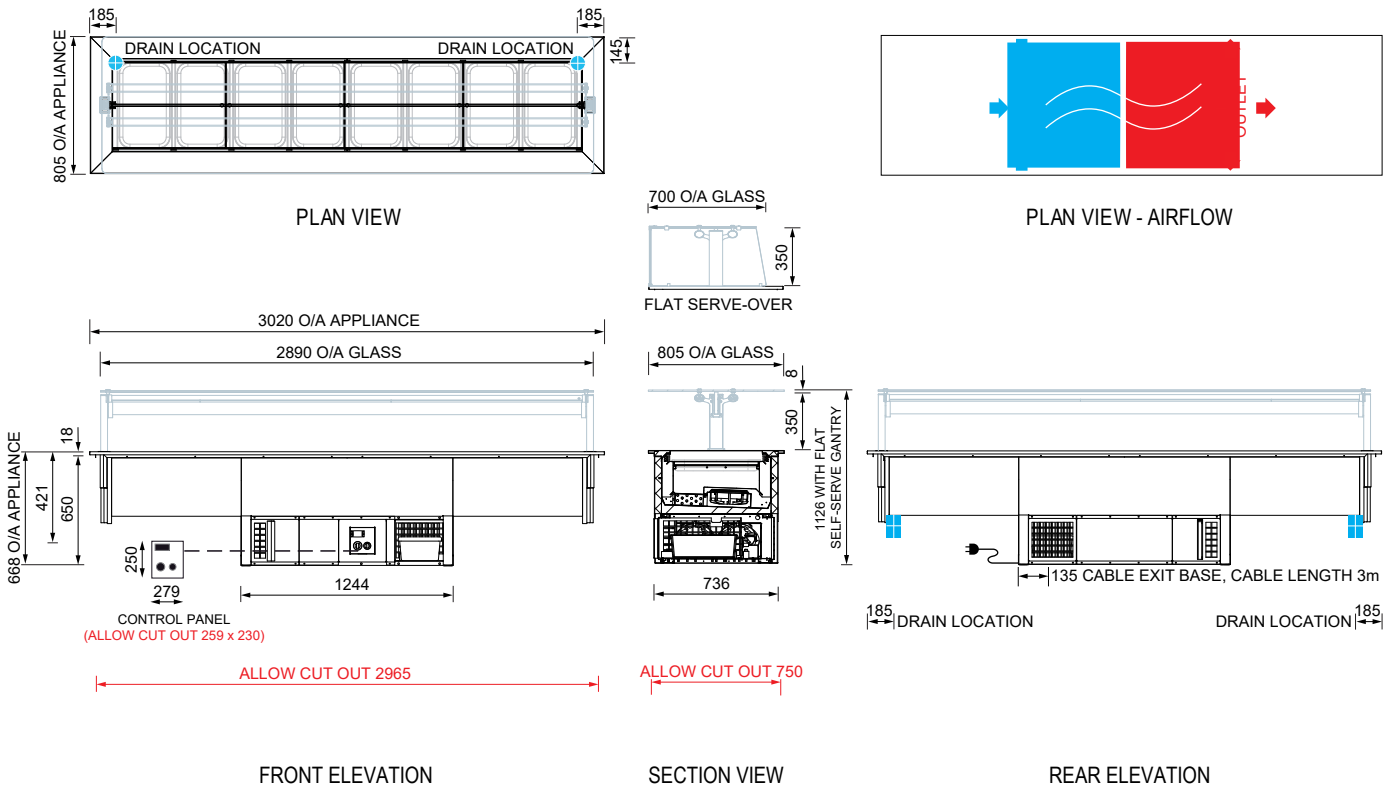 185
185
DRAIN LOCATION
DRAIN LOCATION
145
805 O/A APPLIANCE
PLAN VIEW
OUTLET
PLAN VIEW - AIRFLOW
700 O/A GLASS
350
FLAT SERVE-OVER
3020 O/A APPLIANCE
2890 O/A GLASS
18
668 O/A APPLIANCE
421
650
250
279
1244
CONTROL PANEL
(ALLOW CUT OUT 259 x 230)
ALLOW CUT OUT 2965
FRONT ELEVATION
805 O/A GLASS
8
350
1126 WITH FLAT
SELF-SERVE GANTRY
736
ALLOW CUT OUT 750
SECTION VIEW
135 CABLE EXIT BASE, CABLE LENGTH 3m
185
DRAIN LOCATION
DRAIN LOCATION
185
REAR ELEVATION